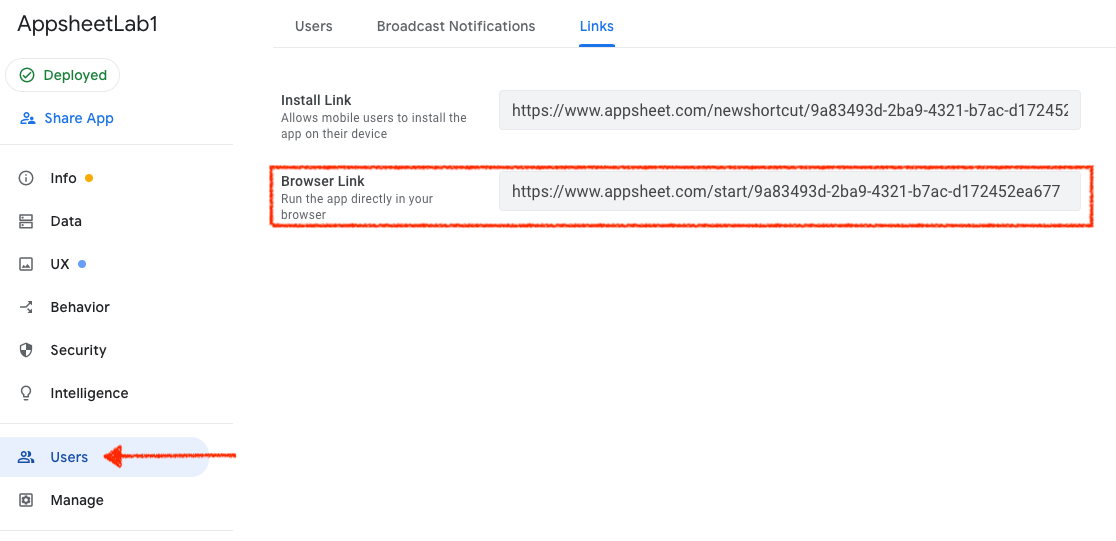 AppsheetLab1
Deployed
Share App
Info
Data
UX
Behavior
Security
Intelligence
Users
Manage
Users Broadcast Notifications Links
Install Link
Allows mobile users to install the
app on their device
https://www.appsheet.com/newshortcut/9a83493d-2ba9-4321-b7ac-d172452
Browser Link
Run the app directly in your
browser
https://www.appsheet.com/start/9a83493d-2ba9-4321-b7ac-d172452ea677